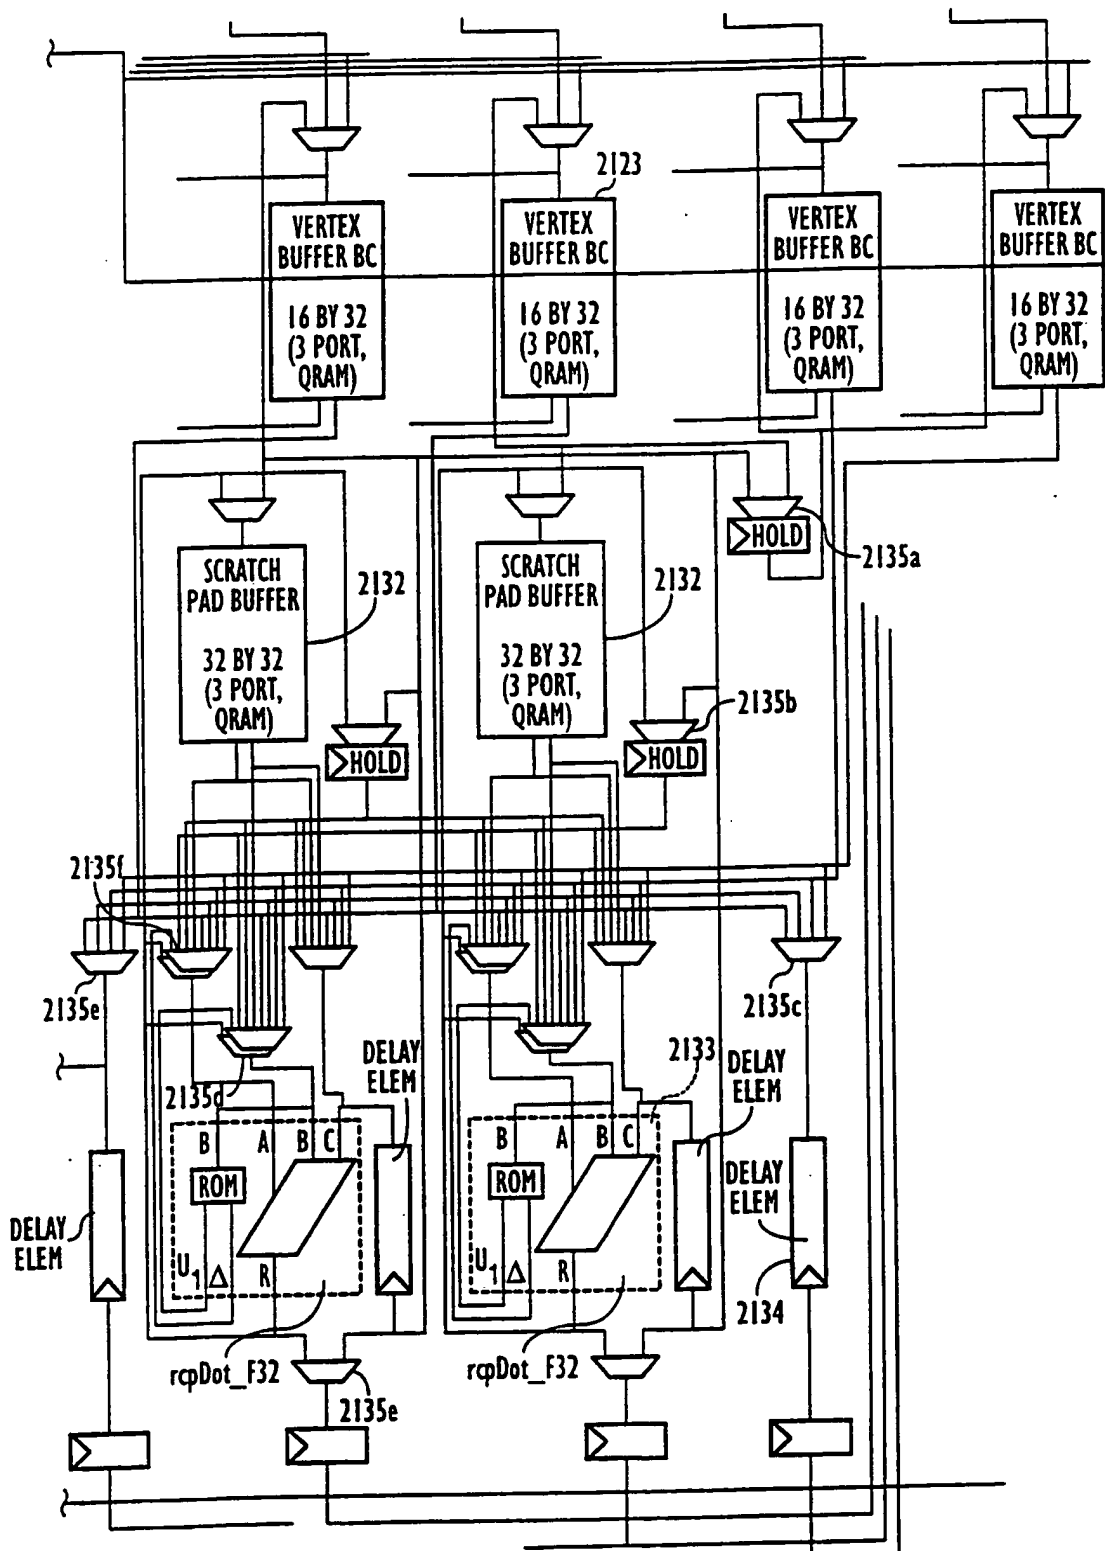 2123
VERTEX
BUFFER BC
16 BY 32
(3 PORT,
QRAM)
VERTEX
BUFFER BC
16 BY 32
(3 PORT,
QRAM)
VERTEX
BUFFER BC
16 BY 32
(3 PORT,
QRAM)
VERTEX
BUFFER BC
16 BY 32
(3 PORT,
QRAM)
HOLD
2135a
SCRATCH
PAD BUFFER
32 BY 32
(3 PORT,
QRAM)
2132
SCRATCH
PAD BUFFER
32 BY 32
(3 PORT,
QRAM)
2132
2135b
HOLD
HOLD
2135f
2135e
2135c
2135d
DELAY
ELEM
2133
DELAY
ELEM
B
A
B
C
ROM
U1
Δ
R
B
A
B
C
ROM
U1
Δ
R
DELAY
ELEM
DELAY
ELEM
2134
rcpDot_F32
rcpDot_F32
2135e